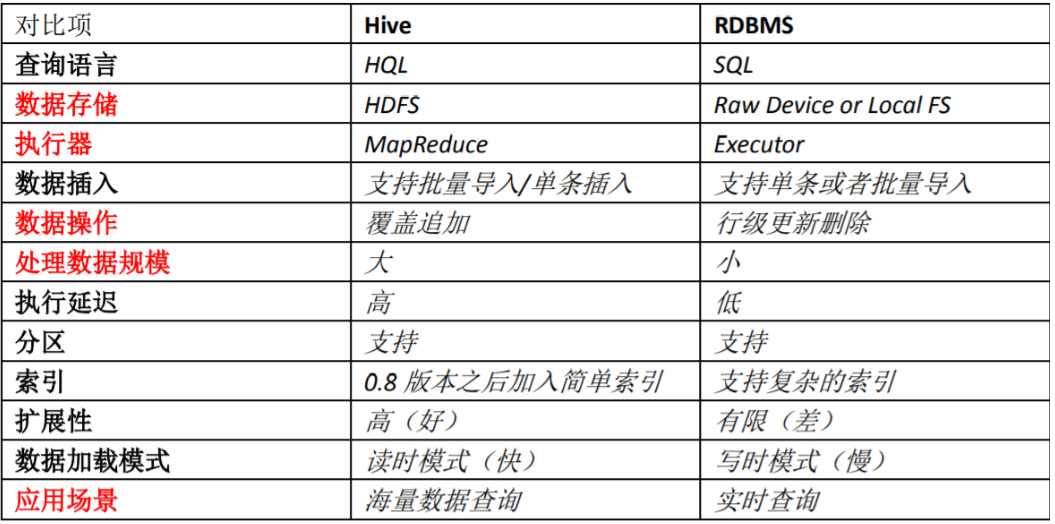 对比项 Hive RDBMS
查询语言 HQL SQL
数据存储 HDFS Raw Device or Local FS
执行器 MapReduce Executor
数据插入 支持批量导入/单条插入 支持单条或者批量导入
数据操作 覆盖追加 行级更新删除
处理数据规模 大 小
执行延迟 高 低
分区 支持 支持
索引 0.8 版本之后加入简单索引 支持复杂的索引
扩展性 高（好） 有限（差）
数据加载模式 读时模式（快） 写时模式（慢）
应用场景 海量数据查询 实时查询